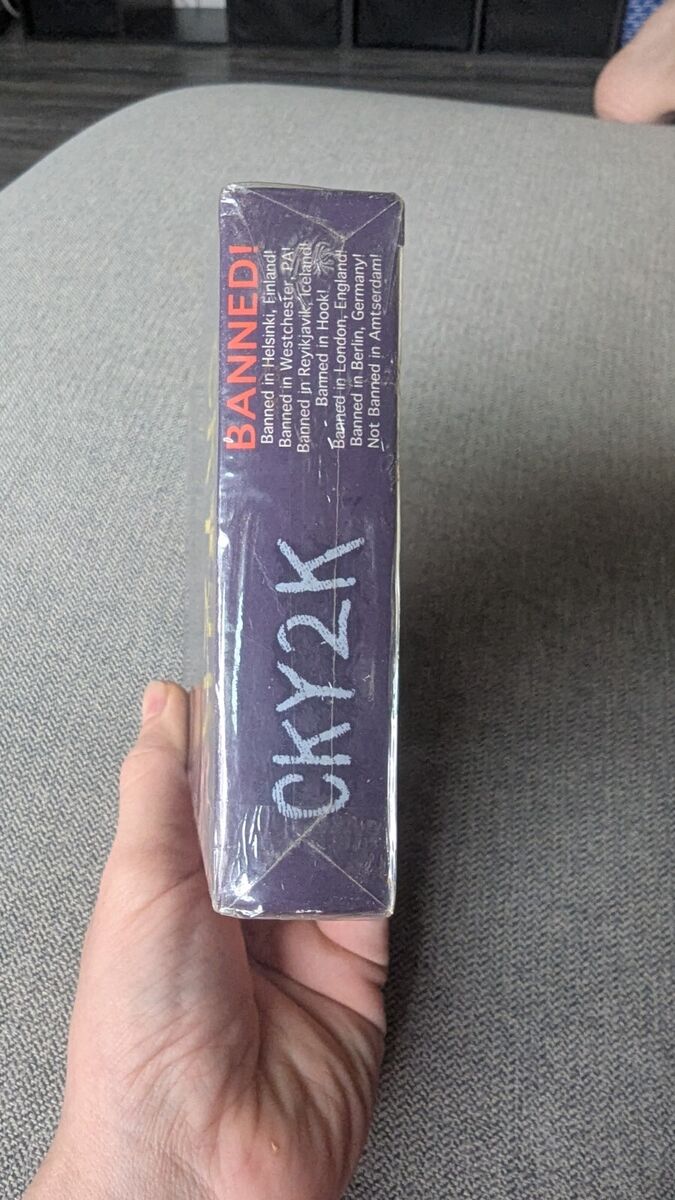 BANNED!
Banned in Helsinki, Finland!
Banned in Westchester, PA!
Banned in Reyikjavik, Iceland!
Banned in Hook!
Banned in London, England!
Banned in Berlin, Germany!
Not Banned in Amtserdam!
CKY2K